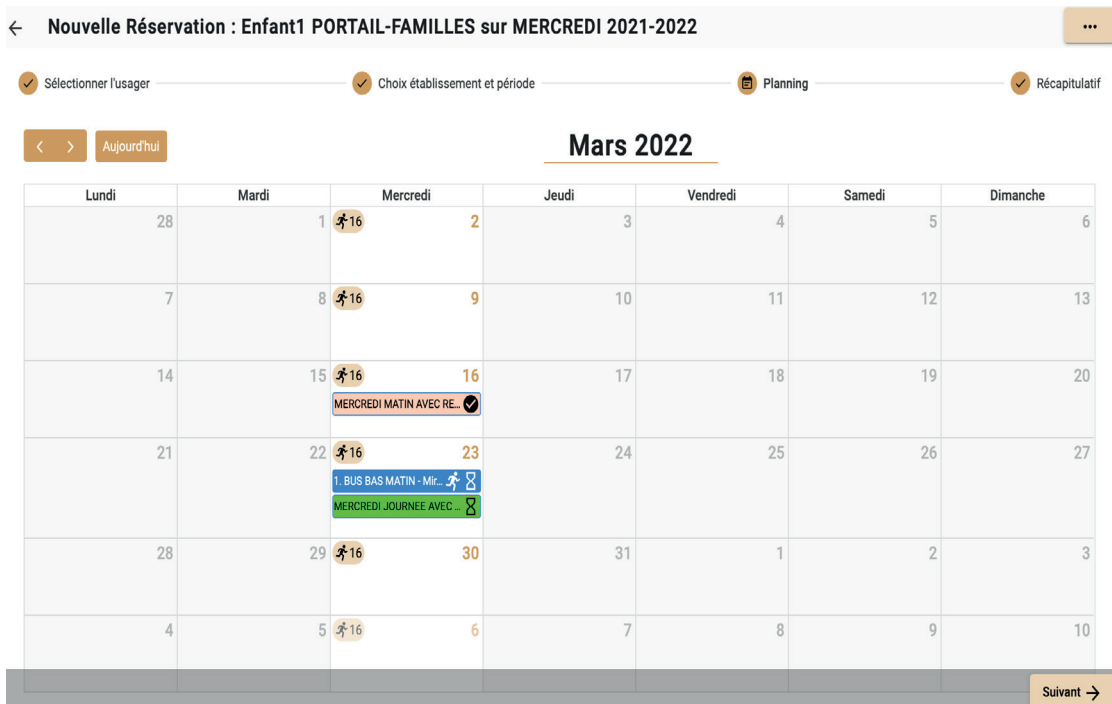 Nouvelle Réservation : Enfant1 PORTAIL-FAMILLES sur MERCREDI 2021-2022
Sélectionner l'usager Choix établissement et période Planning Récapitulatif
Aujourd'hui Mars 2022
Lundi Mardi Mercredi Jeudi Vendredi Samedi Dimanche
28 1 16 2 3 4 5 6
7 8 16 9 10 11 12 13
14 15 16 16 17 18 19 20
MERCREDI MATIN AVEC RE...
21 22 16 23 24 25 26 27
1. BUS BAS MATIN - Mir...
MERCREDI JOURNEE AVEC ...
28 29 16 30 31 1 2 3
4 5 16 6 7 8 9 10
Suivant